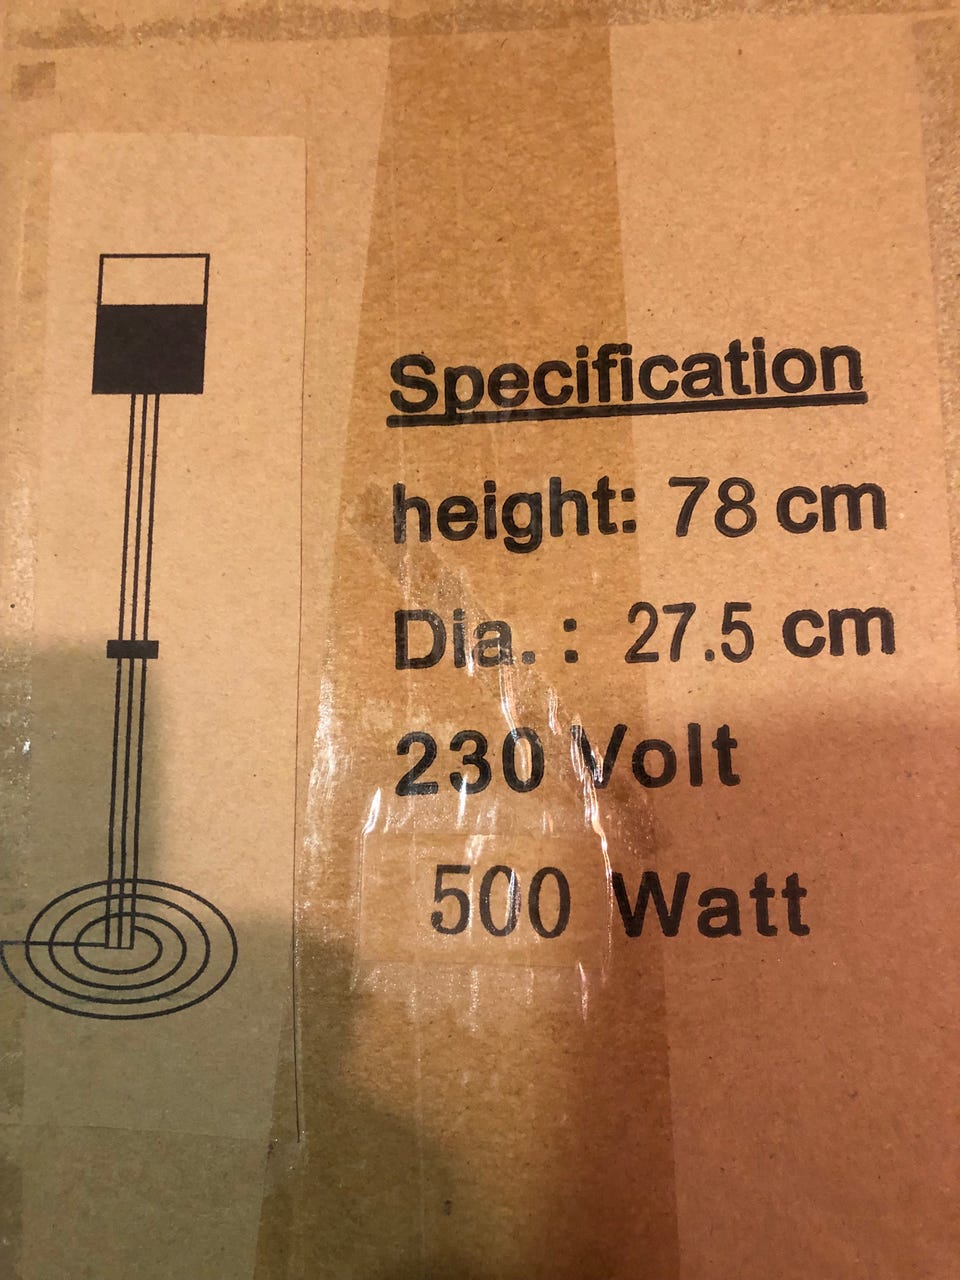 Specification
height: 78 cm
Dia. : 27.5 cm
230 Volt
500 Watt